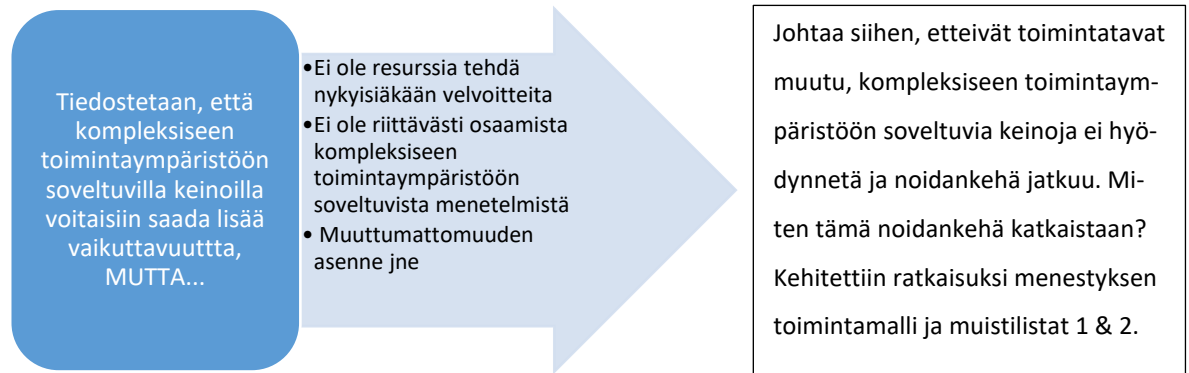 Tiedostetaan, että
kompleksiseen
toimintaympäristöön
soveltuvilla keinoilla
voitaisiin saada lisää
vaikuttavuuttta,
MUTTA...
•Ei ole resurssia tehdä
nykyisiäkään velvoitteita
•Ei ole riittävästi osaamista
kompleksiseen
toimintaympäristöön
soveltuvista menetelmistä
• Muuttumattomuuden
asenne jne
Johtaa siihen, etteivät toimintatavat
muutu, kompleksiseen toimintaym-
päristöön soveltuvia keinoja ei hyö-
dynnetä ja noidankehä jatkuu. Mi-
ten tämä noidankehä katkaistaan?
Kehitettiin ratkaisuksi menestyksen
toimintamalli ja muistilistat 1 & 2.